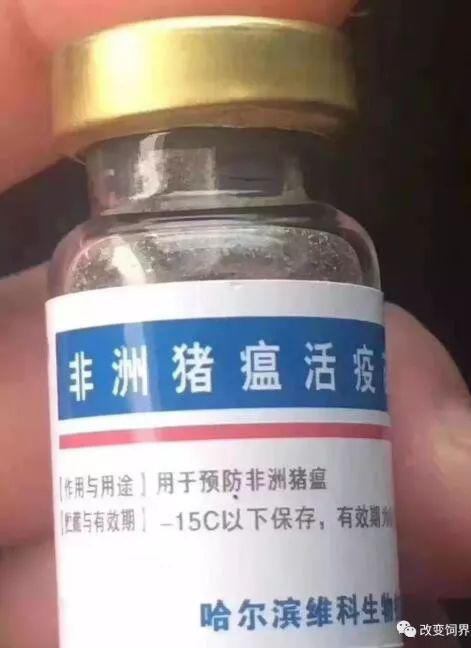 非洲猪瘟活疫
【作用与用途】用于预防非洲猪瘟
与有效期】-15C以下保存，有效期为
哈尔滨维科生物
改变饲界